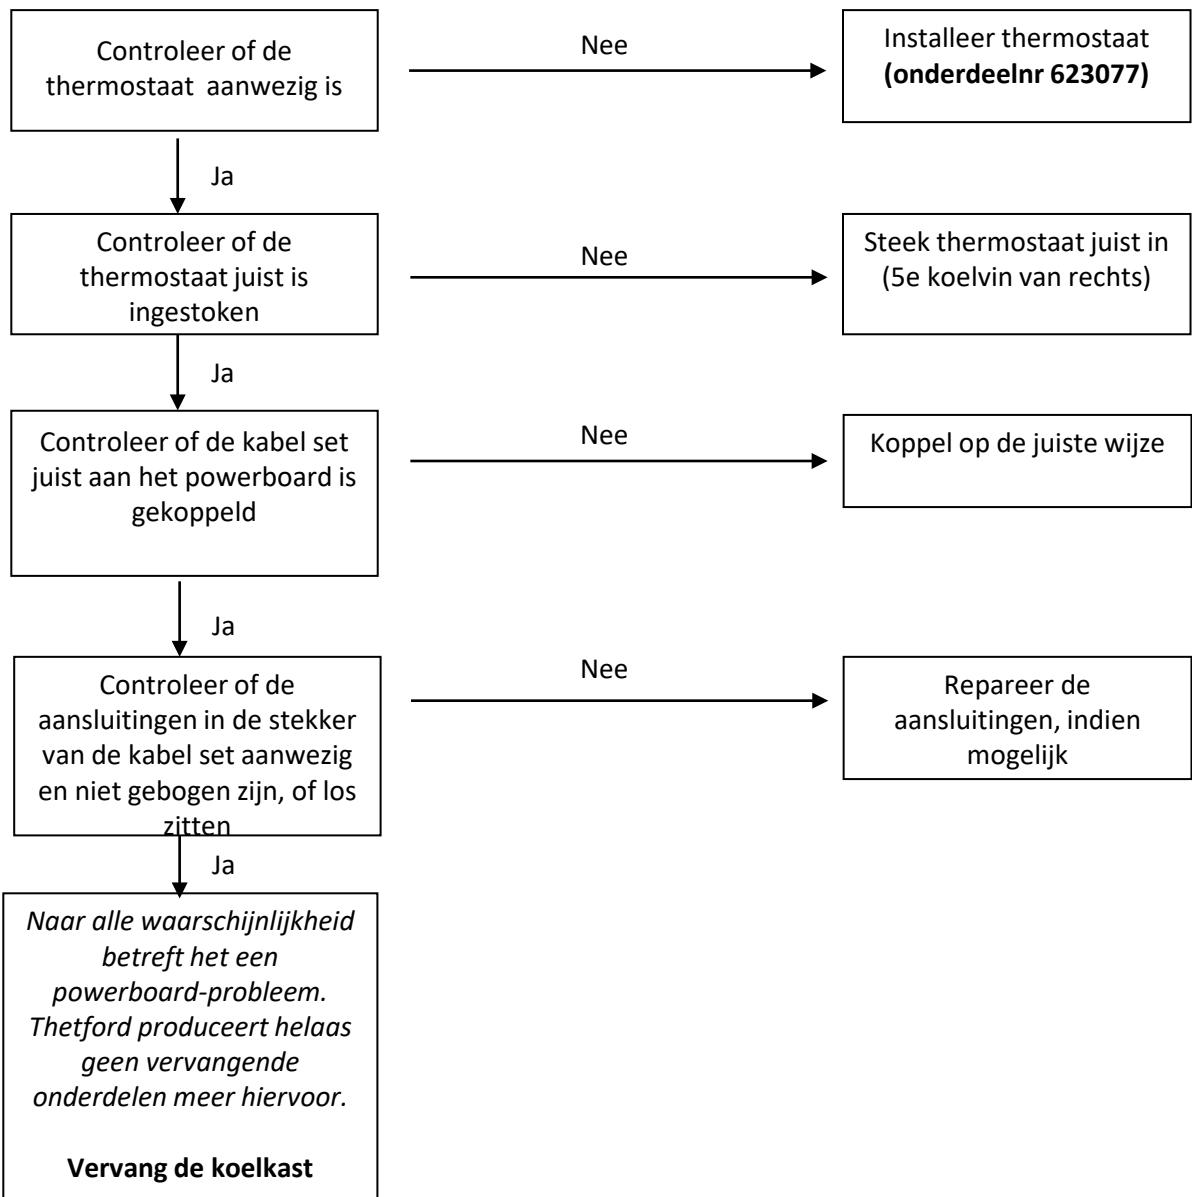 Controleer of de
thermostaat aanwezig is
Nee
Installeer thermostaat
(onderdeelnr 623077)
Ja
Controleer of de
thermostaat juist is
ingestoken
Nee
Steek thermostaat juist in
(5e koelvin van rechts)
Ja
Controleer of de kabel set
juist aan het powerboard is
gekoppeld
Nee
Koppel op de juiste wijze
Ja
Controleer of de
aansluitingen in de stekker
van de kabel set aanwezig
en niet gebogen zijn, of los
zitten
Nee
Repareer de
aansluitingen, indien
mogelijk
Ja
Naar alle waarschijnlijkheid
betreft het een
powerboard-probleem.
Thetford produceert helaas
geen vervangende
onderdelen meer hiervoor.
Vervang de koelkast